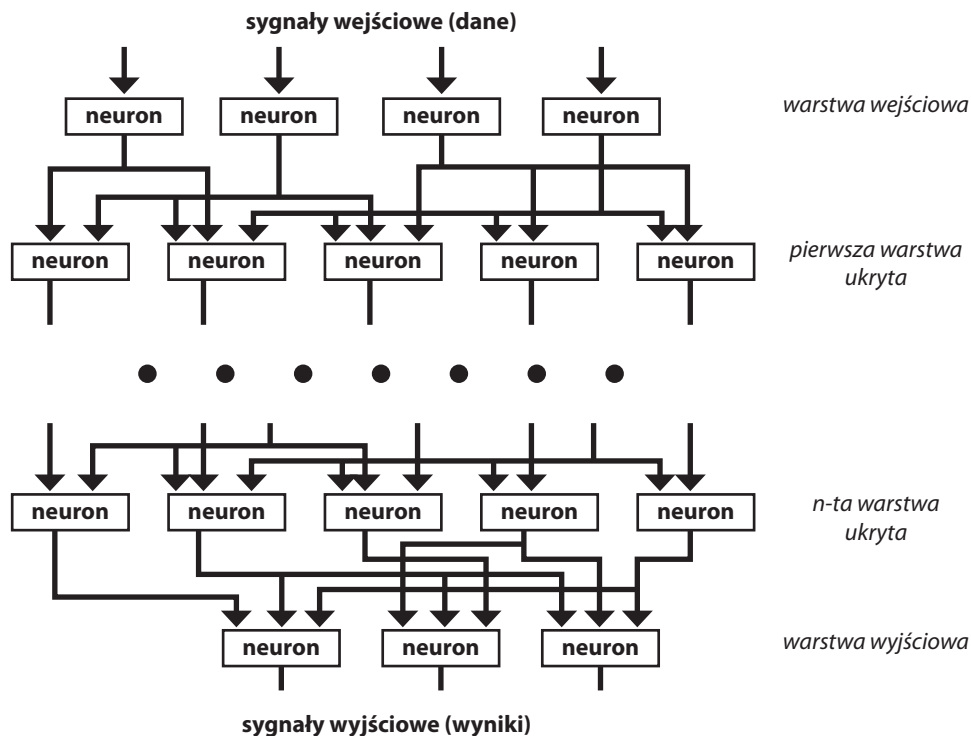 sygnały wejściowe (dane)
neuron neuron neuron neuron
warstwa wejściowa
neuron neuron neuron neuron neuron
pierwsza warstwa
ukryta
neuron neuron neuron neuron neuron
n-ta warstwa
ukryta
neuron neuron neuron
warstwa wyjściowa
sygnały wyjściowe (wyniki)